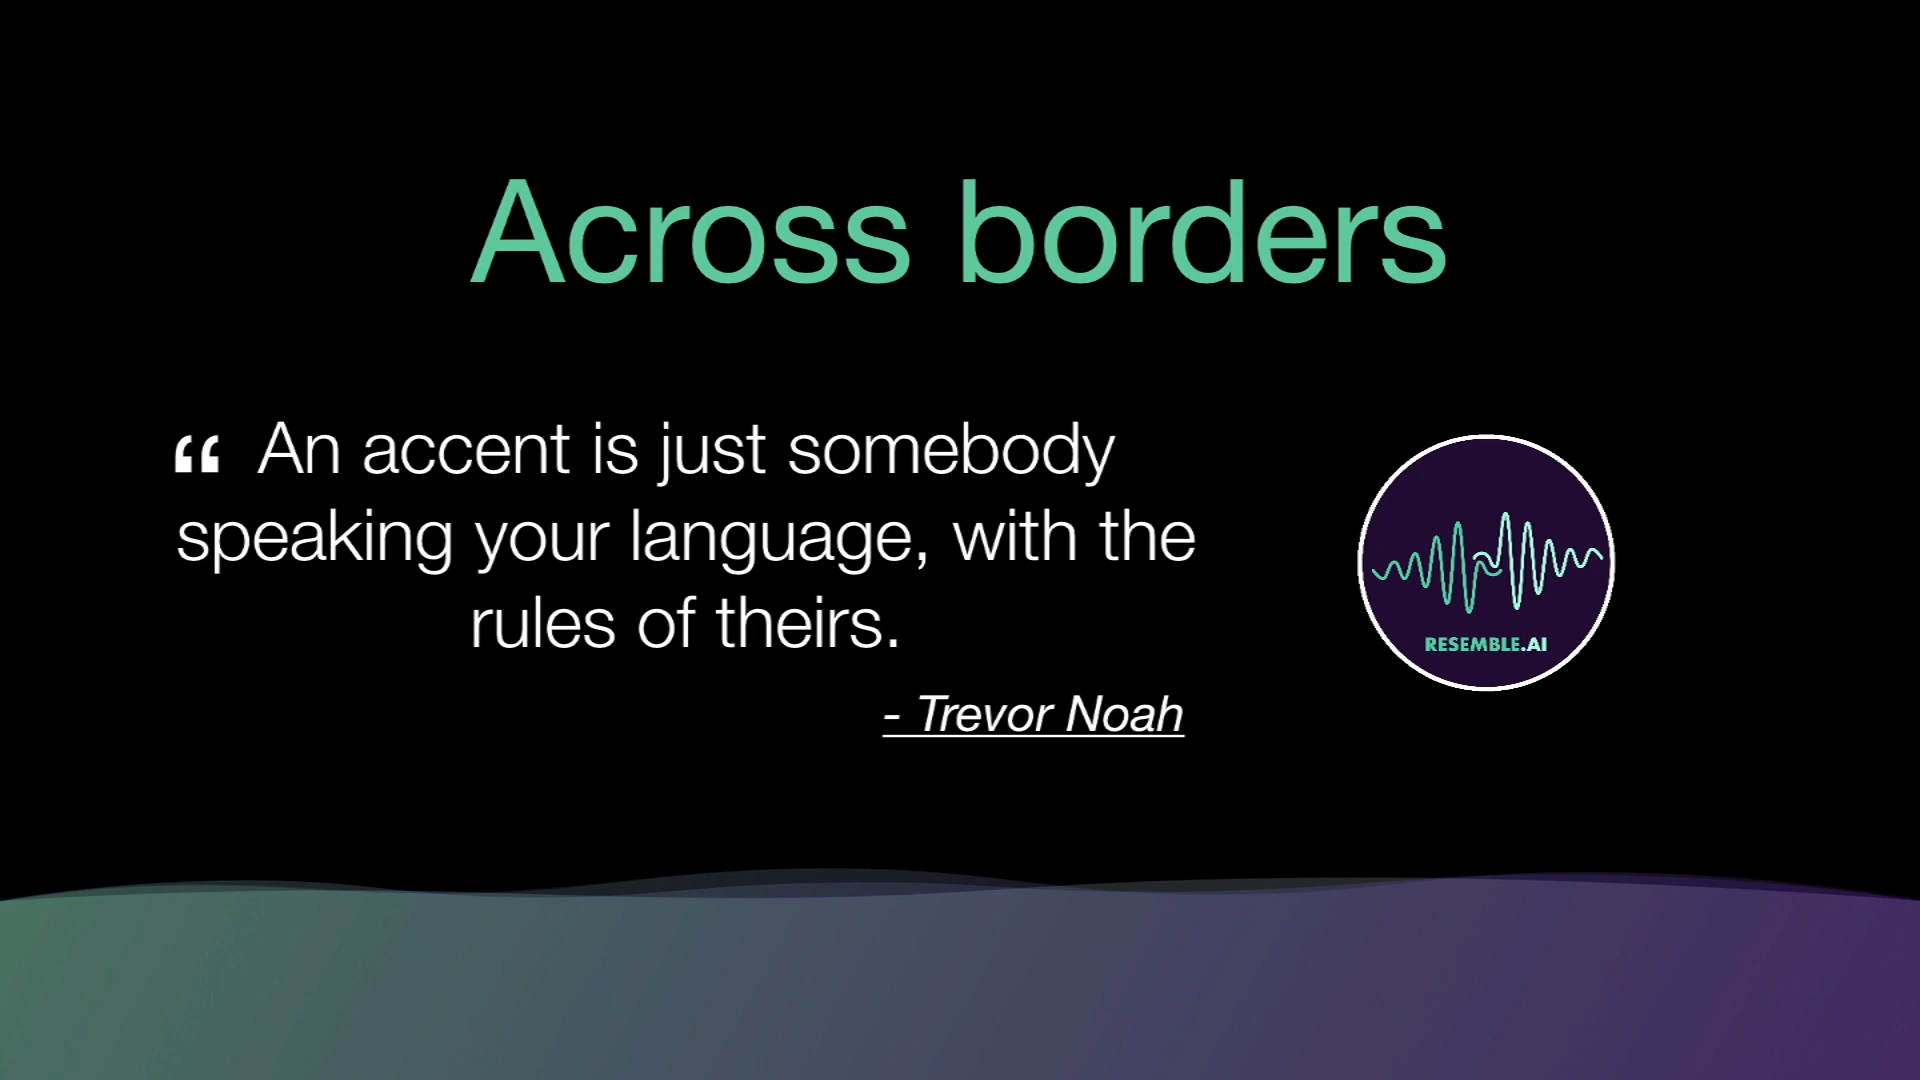 Across borders
“ An accent is just somebody
speaking your language, with the
rules of theirs.
- Trevor Noah
RESEMBLE.AI